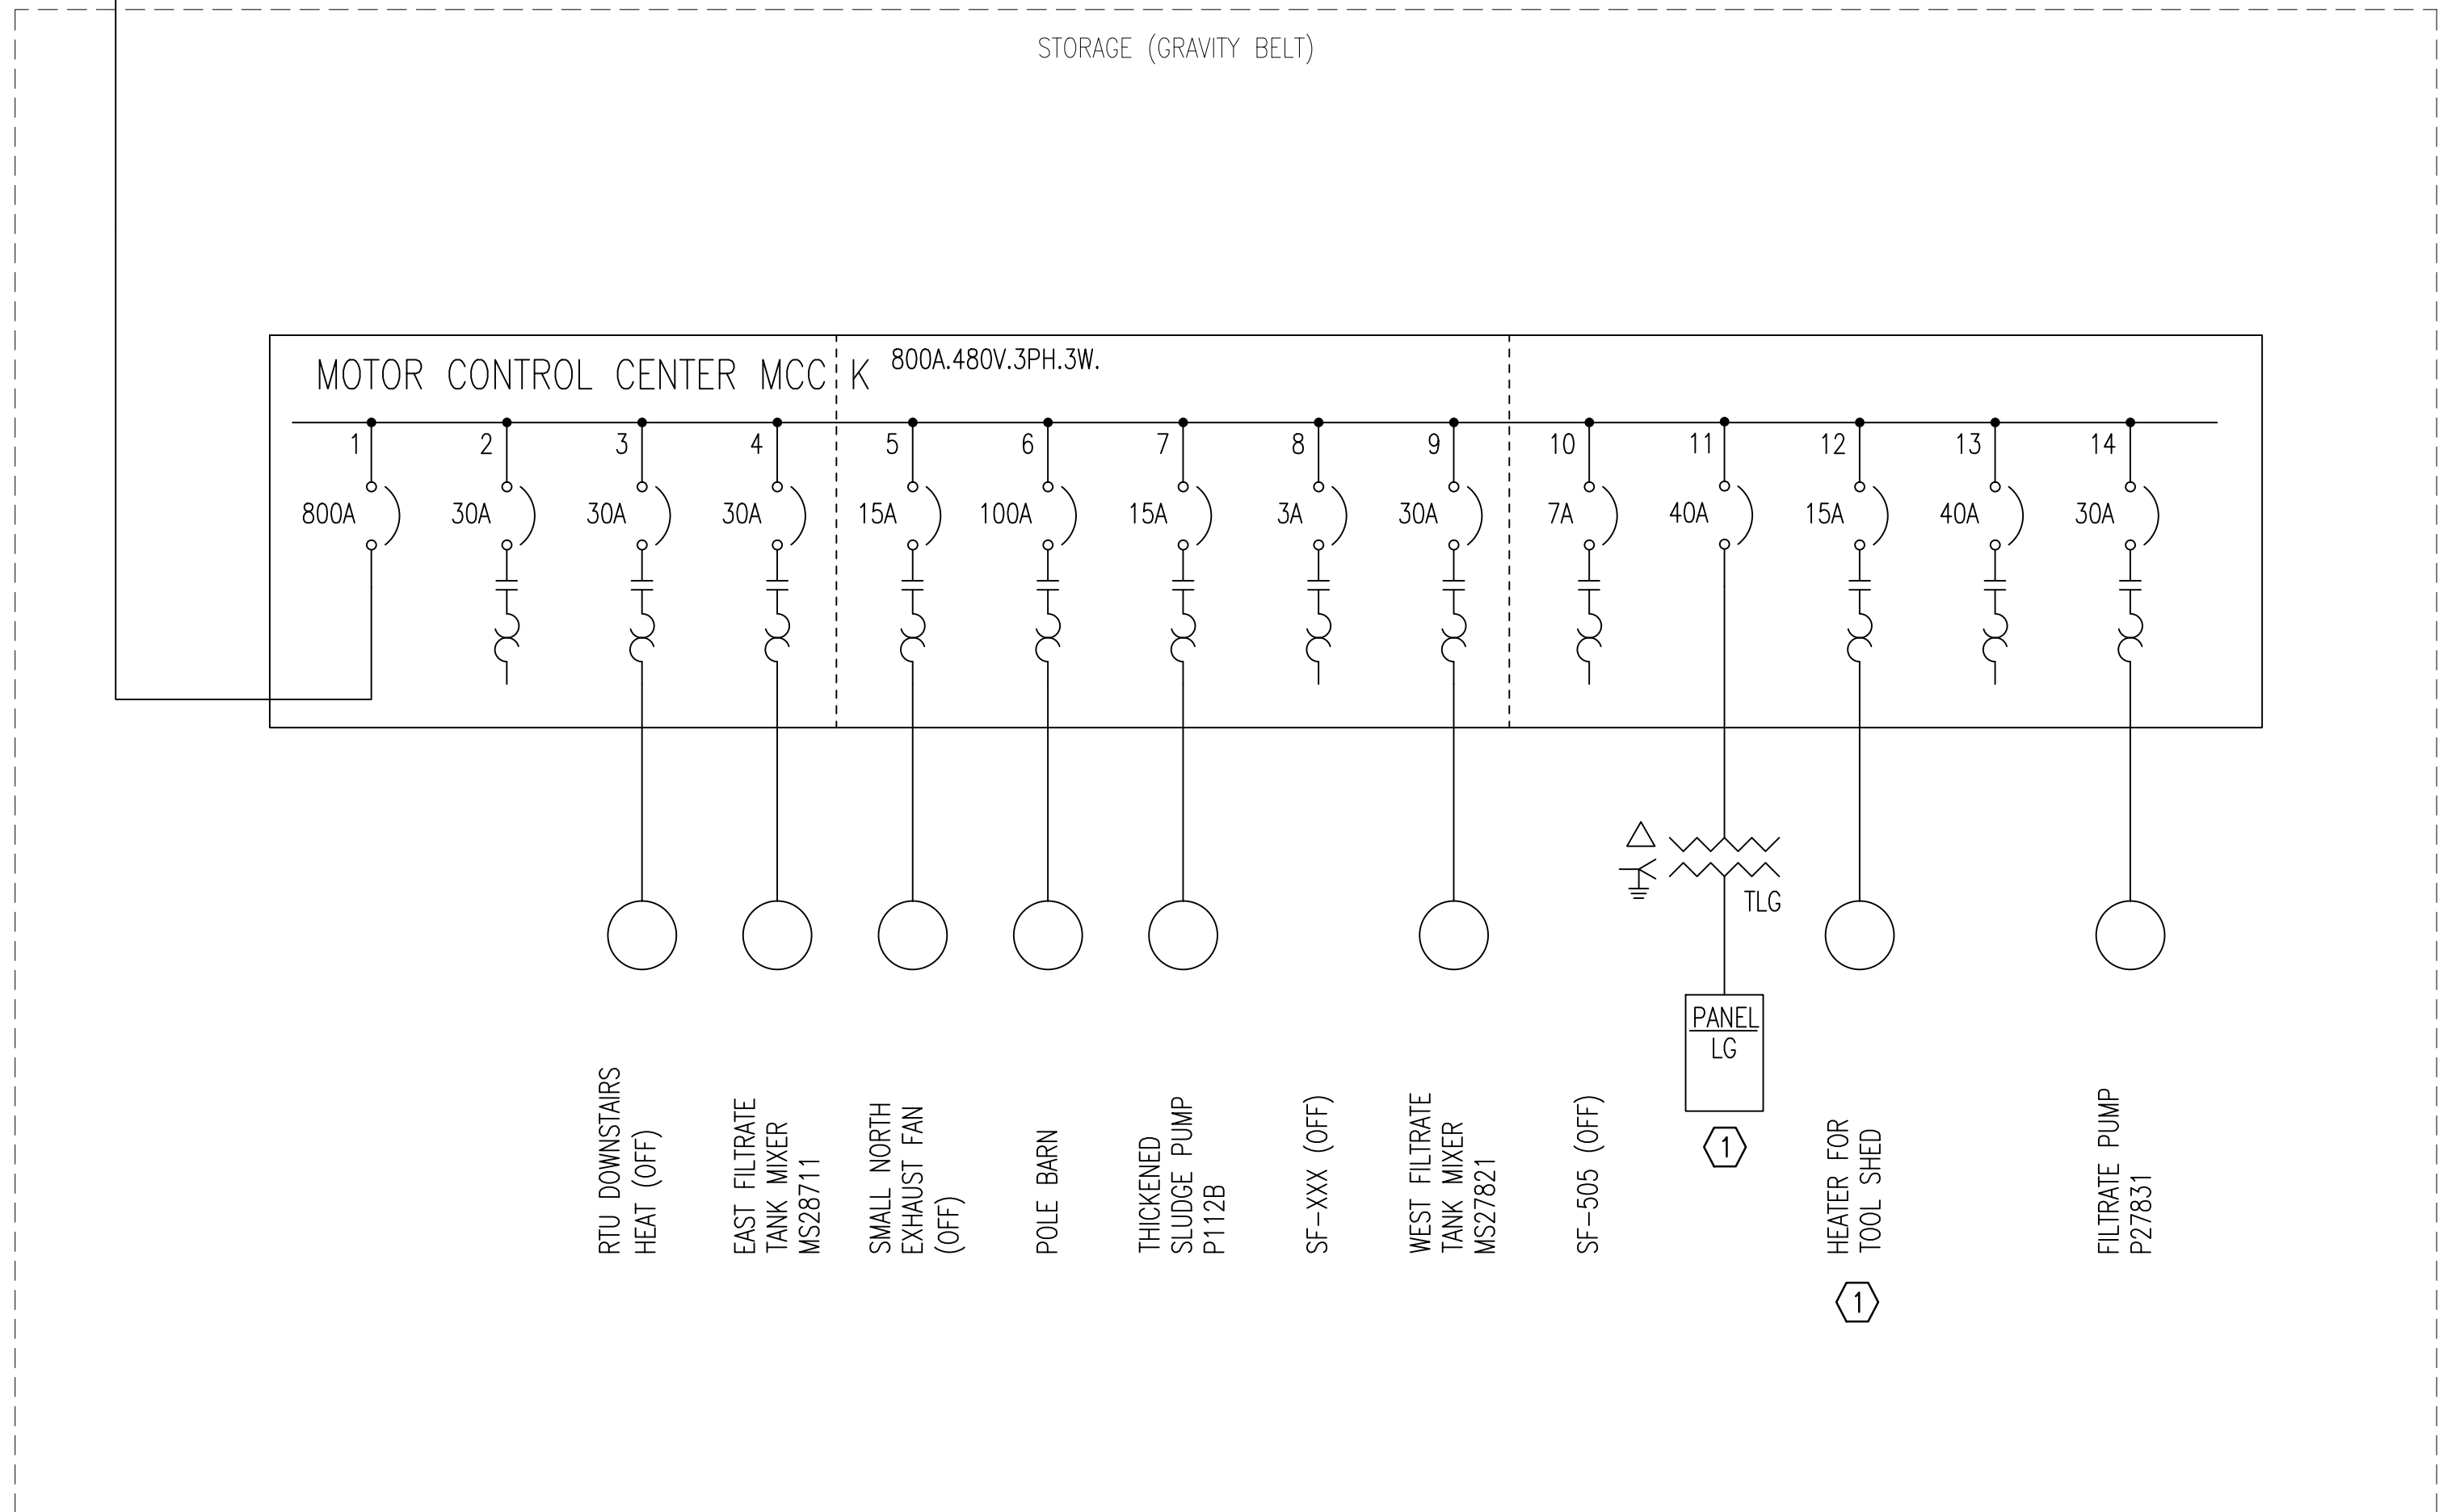 STORAGE (GRAVITY BELT)
MOTOR CONTROL CENTER MCC K
800A.480V.3PH.3W.
1
2
3
4
5
6
7
8
9
10
11
12
13
14
800A
30A
30A
30A
15A
100A
15A
3A
30A
7A
40A
15A
40A
30A
TLG
PANEL
LG
1
RTU DOWNSTAIRS
HEAT (OFF)
EAST FILTRATE
TANK MIXER
MS28711
SMALL NORTH
EXHAUST FAN
(OFF)
POLE BARN
THICKENED
SLUDGE PUMP
P112B
SF-XXX (OFF)
WEST FILTRATE
TANK MIXER
MS27821
SF-505 (OFF)
HEATER FOR
TOOL SHED
1
FILTRATE PUMP
P27831